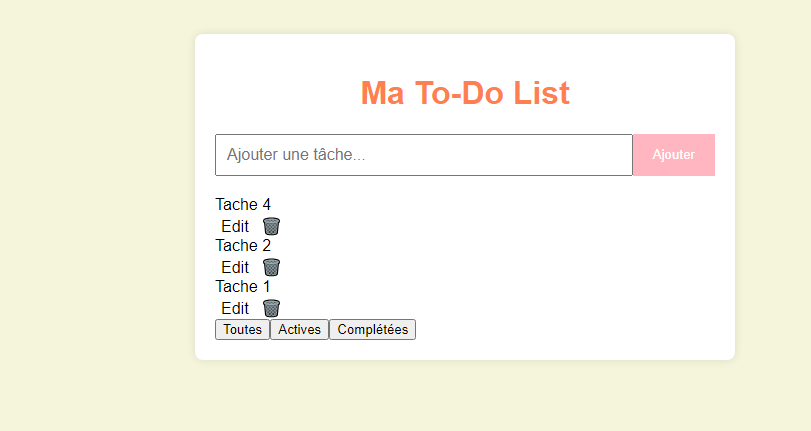 Ma To-Do List
Ajouter une tâche... Ajouter
Tache 4
Edit
Tache 2
Edit
Tache 1
Edit
Toutes Actives Complétées